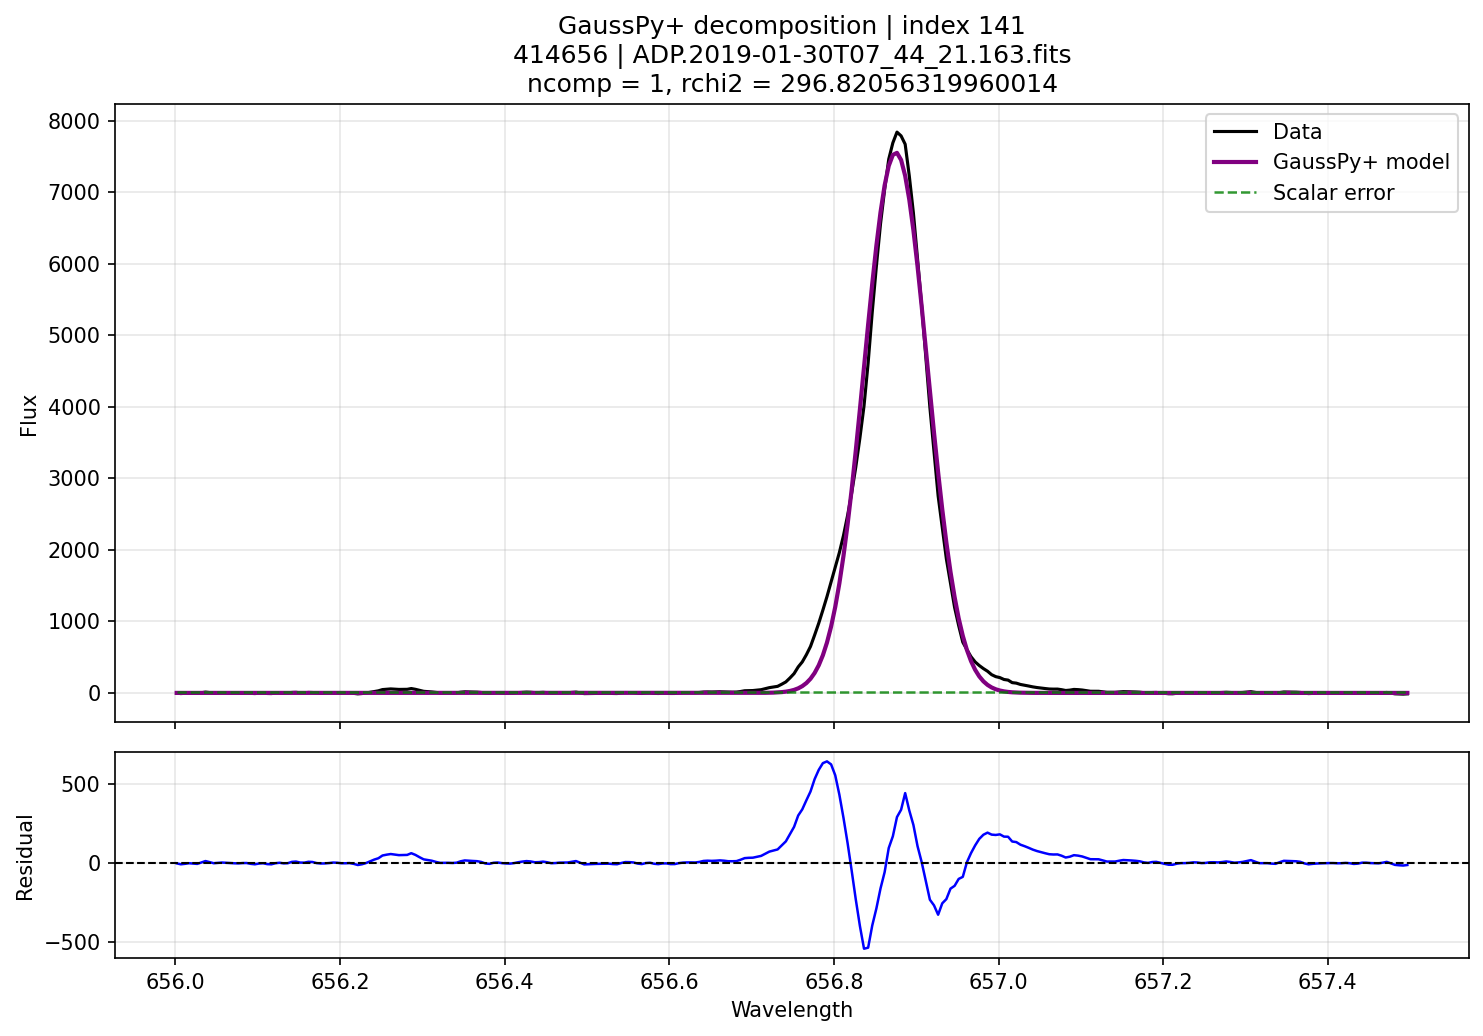 GaussPy+ decomposition | index 141
414656 | ADP.2019-01-30T07_44_21.163.fits
ncomp = 1, rchi2 = 296.82056319960014
8000
7000
6000
5000
4000
3000
2000
1000
0
Flux
Data
GaussPy+ model
Scalar error
500
0
−500
Residual
656.0
656.2
656.4
656.6
656.8
657.0
657.2
657.4
Wavelength